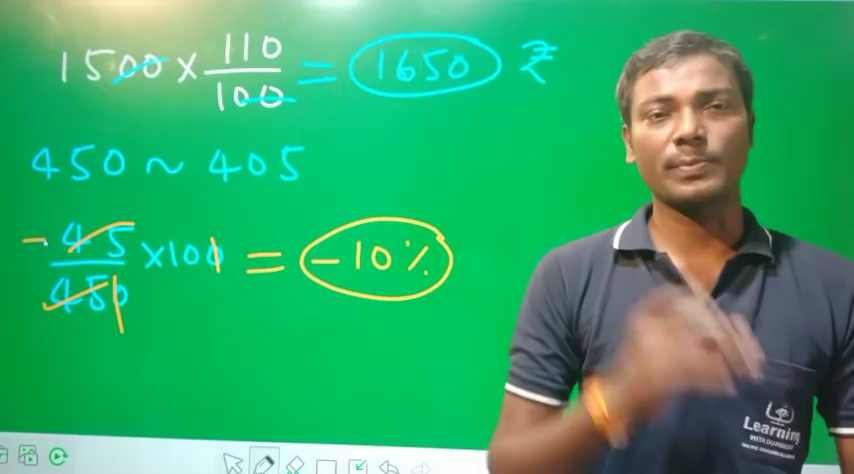 1500 × 110/100 = 1650 ₹
450 ~ 405
- 45/450 × 100 = -10%
Learning